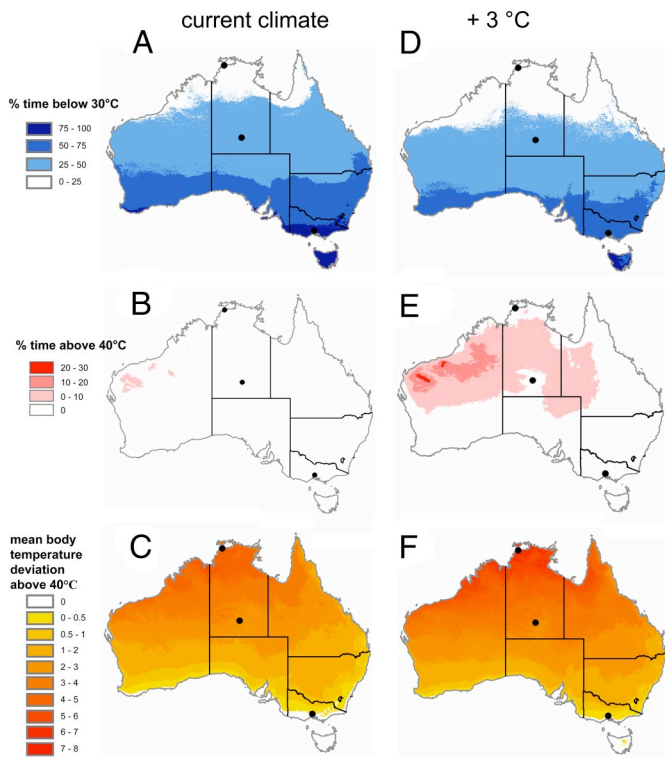 current climate
+ 3 °C
A
D
% time below 30°C
75 - 100
50 - 75
25 - 50
0 - 25
B
E
% time above 40°C
20 - 30
10 - 20
0 - 10
0
C
F
mean body
temperature
deviation
above 40°C
0
0 - 0.5
0.5 - 1
1 - 2
2 - 3
3 - 4
4 - 5
5 - 6
6 - 7
7 - 8